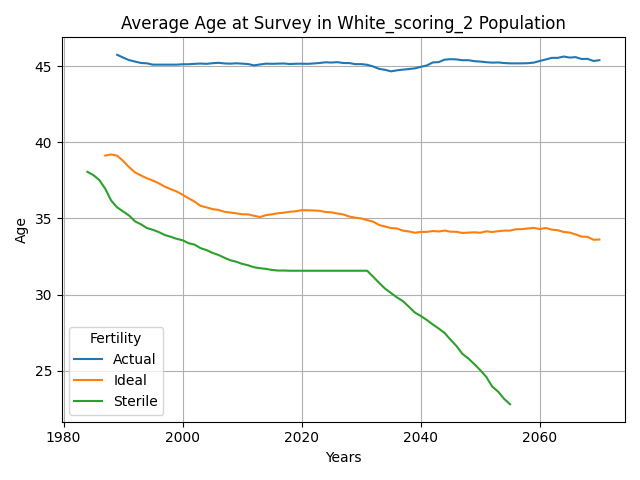 Average Age at Survey in White_scoring_2 Population
Age
45
40
35
30
25
Fertility
Actual
Ideal
Sterile
1980
2000
2020
2040
2060
Years